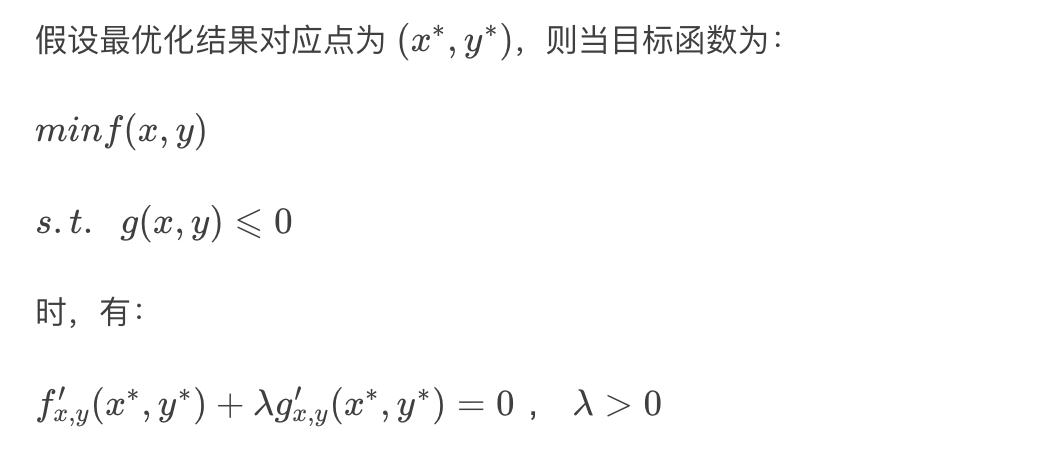 假设最优化结果对应点为 (x*, y*)，则当目标函数为：
minf(x, y)
s.t. g(x, y) ⩽ 0
时，有：
f′x,y(x*, y*) + λg′x,y(x*, y*) = 0 ， λ > 0